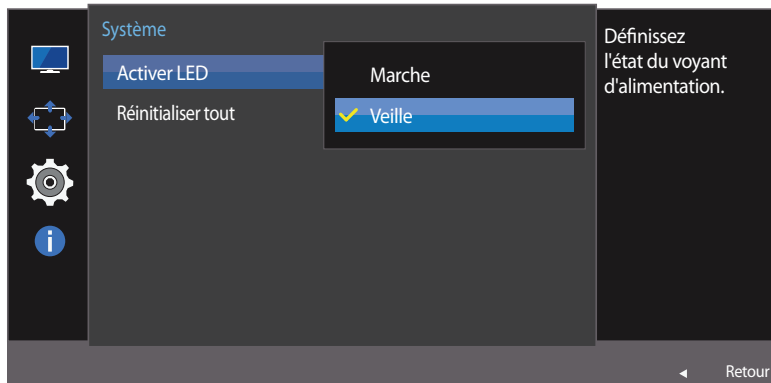 Système
Activer LED
Réinitialiser tout
Marche
Veille
Définissez
l'état du voyant
d'alimentation.
Retour